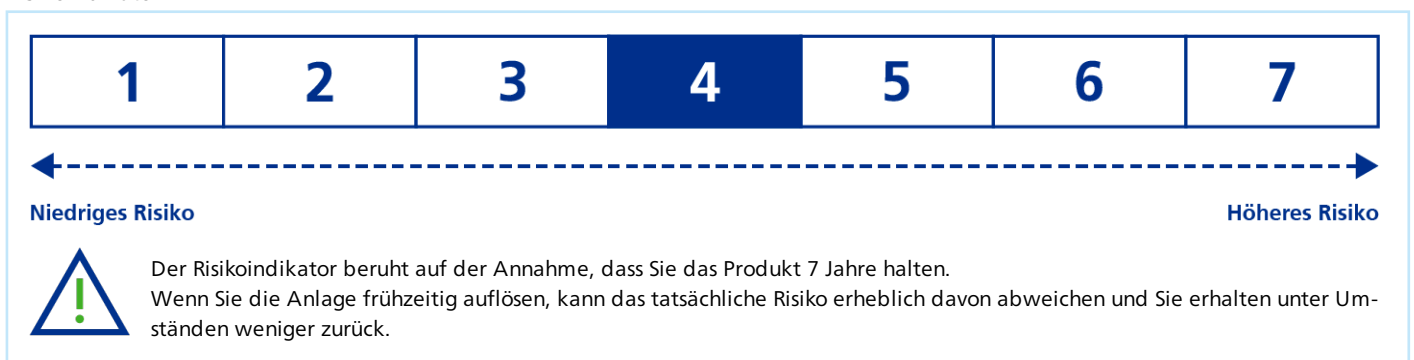 1 2 3 4 5 6 7
Niedriges Risiko Höheres Risiko
Der Risikoindikator beruht auf der Annahme, dass Sie das Produkt 7 Jahre halten.
Wenn Sie die Anlage frühzeitig auflösen, kann das tatsächliche Risiko erheblich davon abweichen und Sie erhalten unter Um-
ständen weniger zurück.